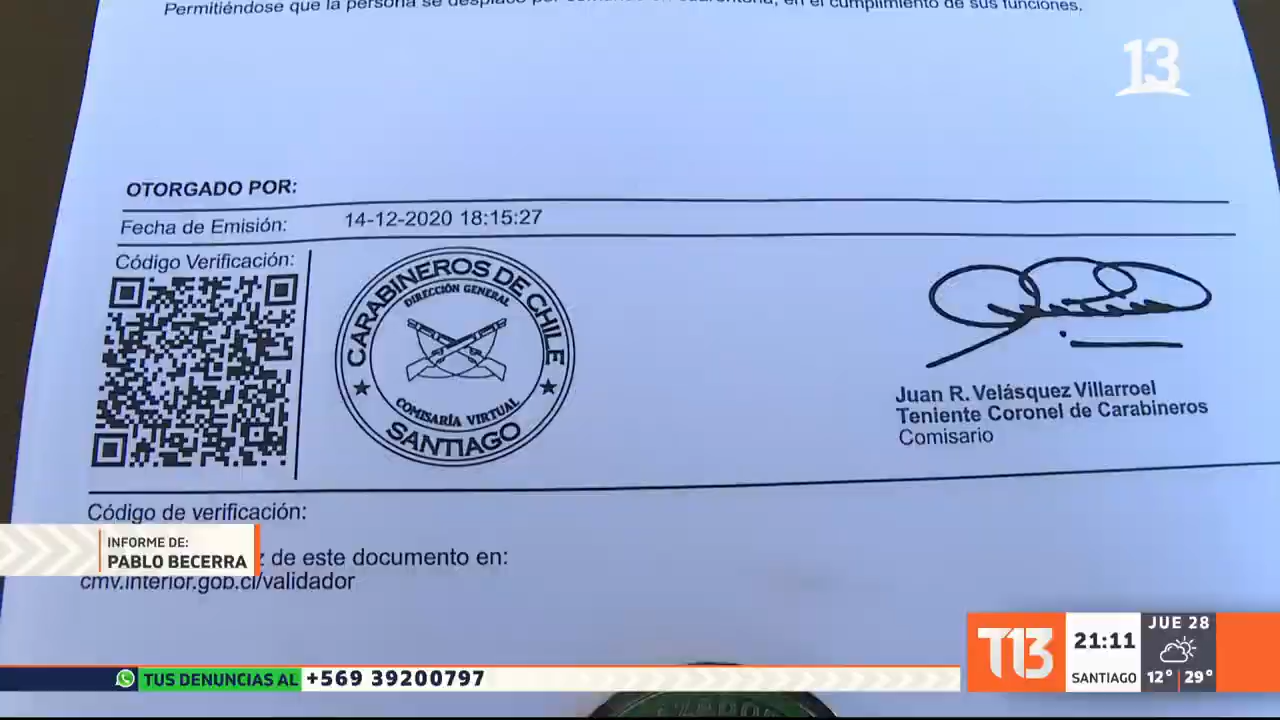 Permitiéndose que la persona se desplace por en cuarentena, en el cumplimiento de sus funciones.
13
OTORGADO POR:
Fecha de Emisión: 14-12-2020 18:15:27
Código Verificación:
CARABINEROS DE CHILE
DIRECCIÓN GENERAL
COMISARÍA VIRTUAL
SANTIAGO
Juan R. Velásquez Villarroel
Teniente Coronel de Carabineros
Comisario
Código de verificación:
INFORME DE:
PABLO BECERRA
z de este documento en:
cmv.interior.gob.cl/validador
T13
21:11
SANTIAGO
JUE 28
12° 29°
TUS DENUNCIAS AL +569 39200797